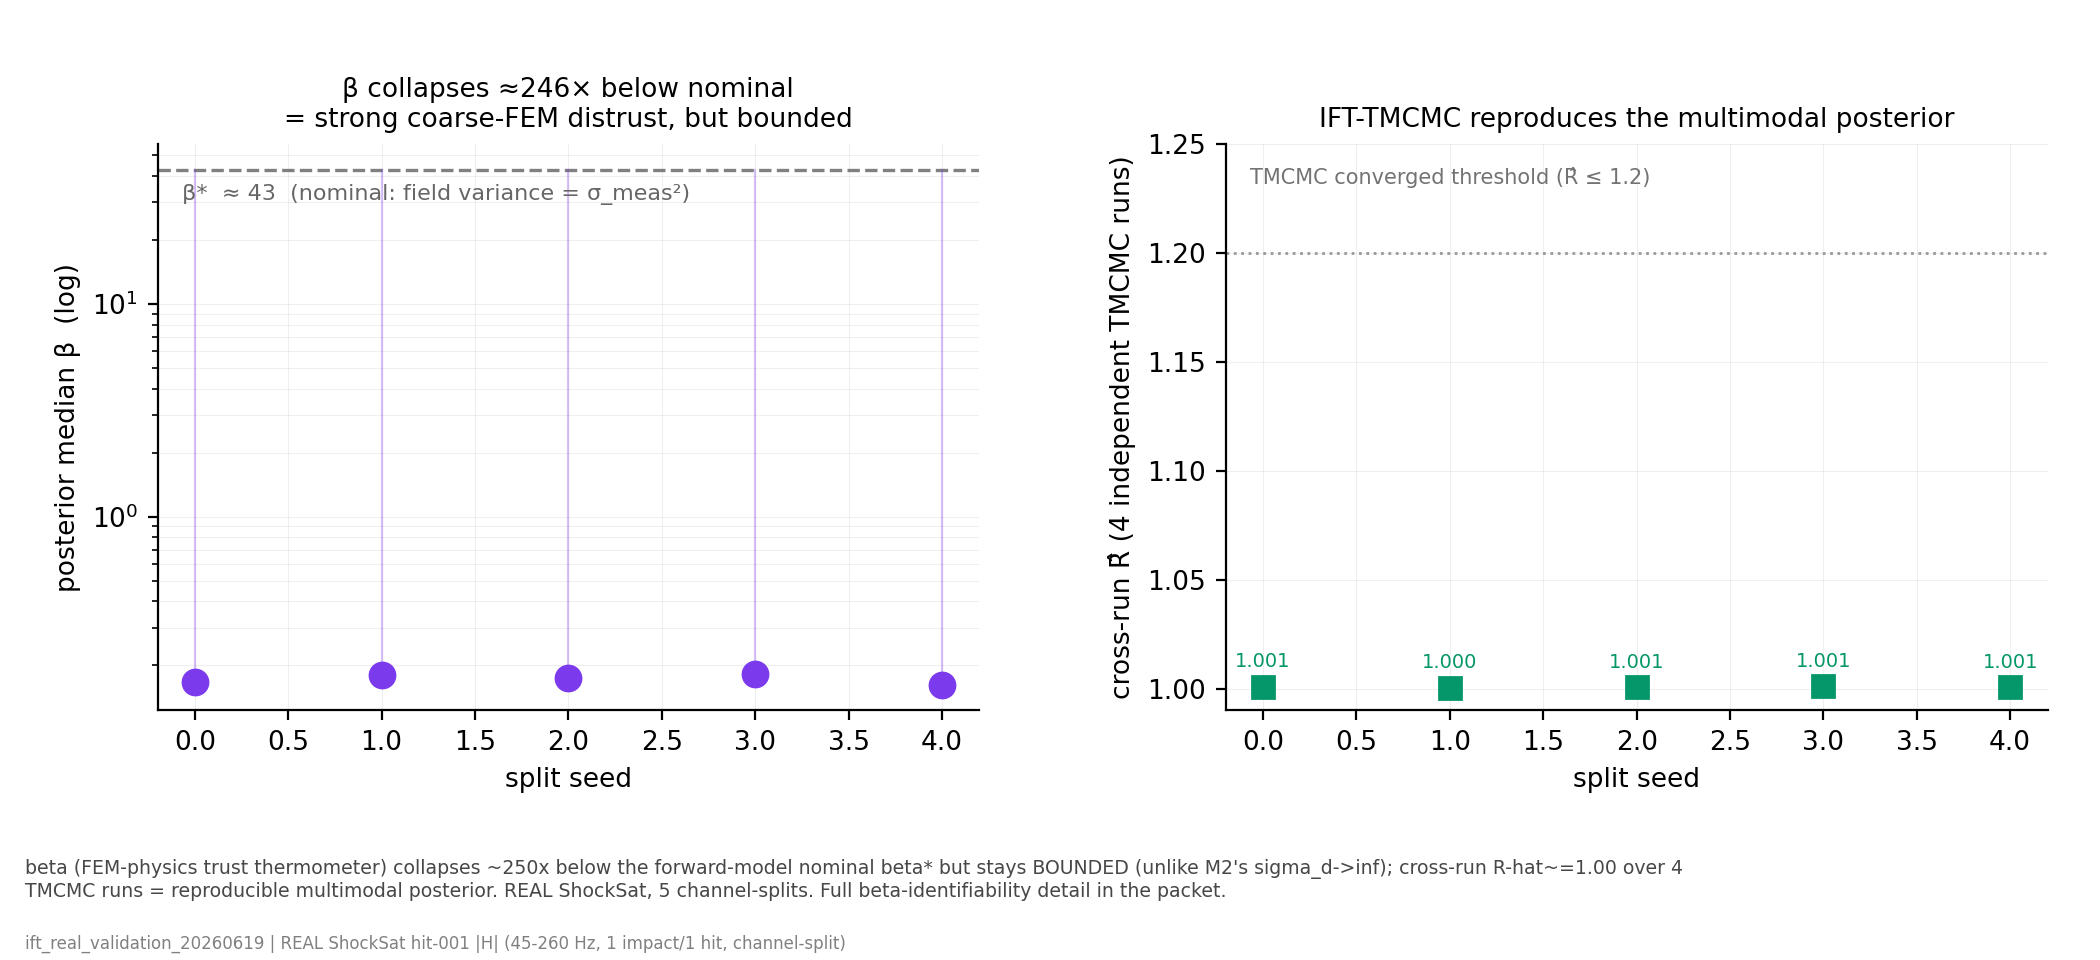 β collapses ≈246× below nominal
= strong coarse-FEM distrust, but bounded
β* ≈ 43 (nominal: field variance = σ_meas²)
posterior median β (log)
10¹
10⁰
0.0 0.5 1.0 1.5 2.0 2.5 3.0 3.5 4.0
split seed
IFT-TMCMC reproduces the multimodal posterior
TMCMC converged threshold (R̂ ≤ 1.2)
cross-run R̂ (4 independent TMCMC runs)
1.25
1.20
1.15
1.10
1.05
1.00
1.001 1.000 1.001 1.001 1.001
0.0 0.5 1.0 1.5 2.0 2.5 3.0 3.5 4.0
split seed
beta (FEM-physics trust thermometer) collapses ~250x below the forward-model nominal beta* but stays BOUNDED (unlike M2's sigma_d->inf); cross-run R-hat~=1.00 over 4
TMCMC runs = reproducible multimodal posterior. REAL ShockSat, 5 channel-splits. Full beta-identifiability detail in the packet.
ift_real_validation_20260619 | REAL ShockSat hit-001 |H| (45-260 Hz, 1 impact/1 hit, channel-split)